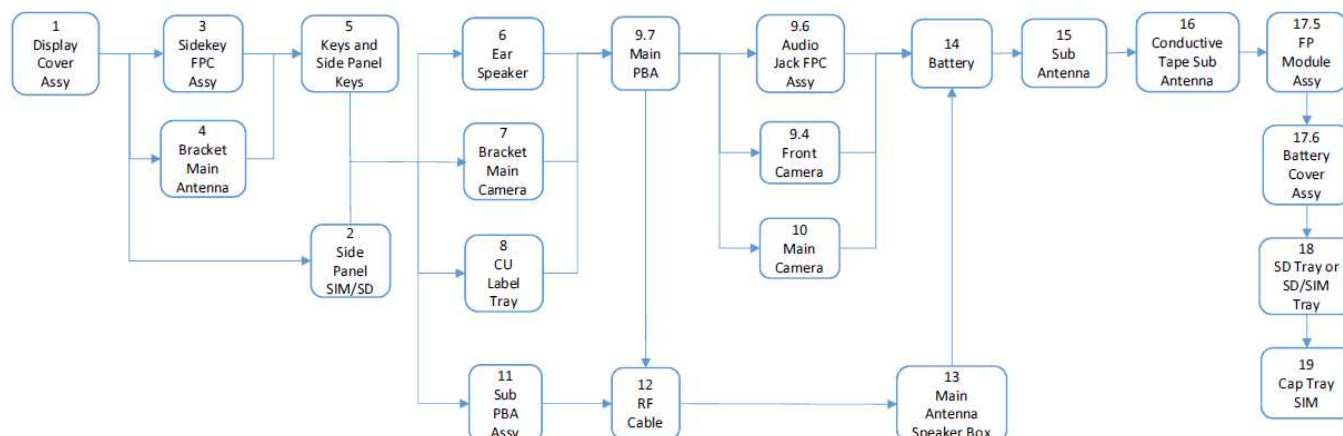 1
Display
Cover
Assy
3
Sidekey
FPC
Assy
4
Bracket
Main
Antenna
5
Keys and
Side Panel
Keys
2
Side
Panel
SIM/SD
6
Ear
Speaker
7
Bracket
Main
Camera
8
CU
Label
Tray
11
Sub
PBA
Assy
9.7
Main
PBA
12
RF
Cable
9.6
Audio
Jack FPC
Assy
9.4
Front
Camera
10
Main
Camera
14
Battery
13
Main
Antenna
Speaker Box
15
Sub
Antenna
16
Conductive
Tape Sub
Antenna
17.5
FP
Module
Assy
17.6
Battery
Cover
Assy
18
SD Tray or
SD/SIM
Tray
19
Cap Tray
SIM